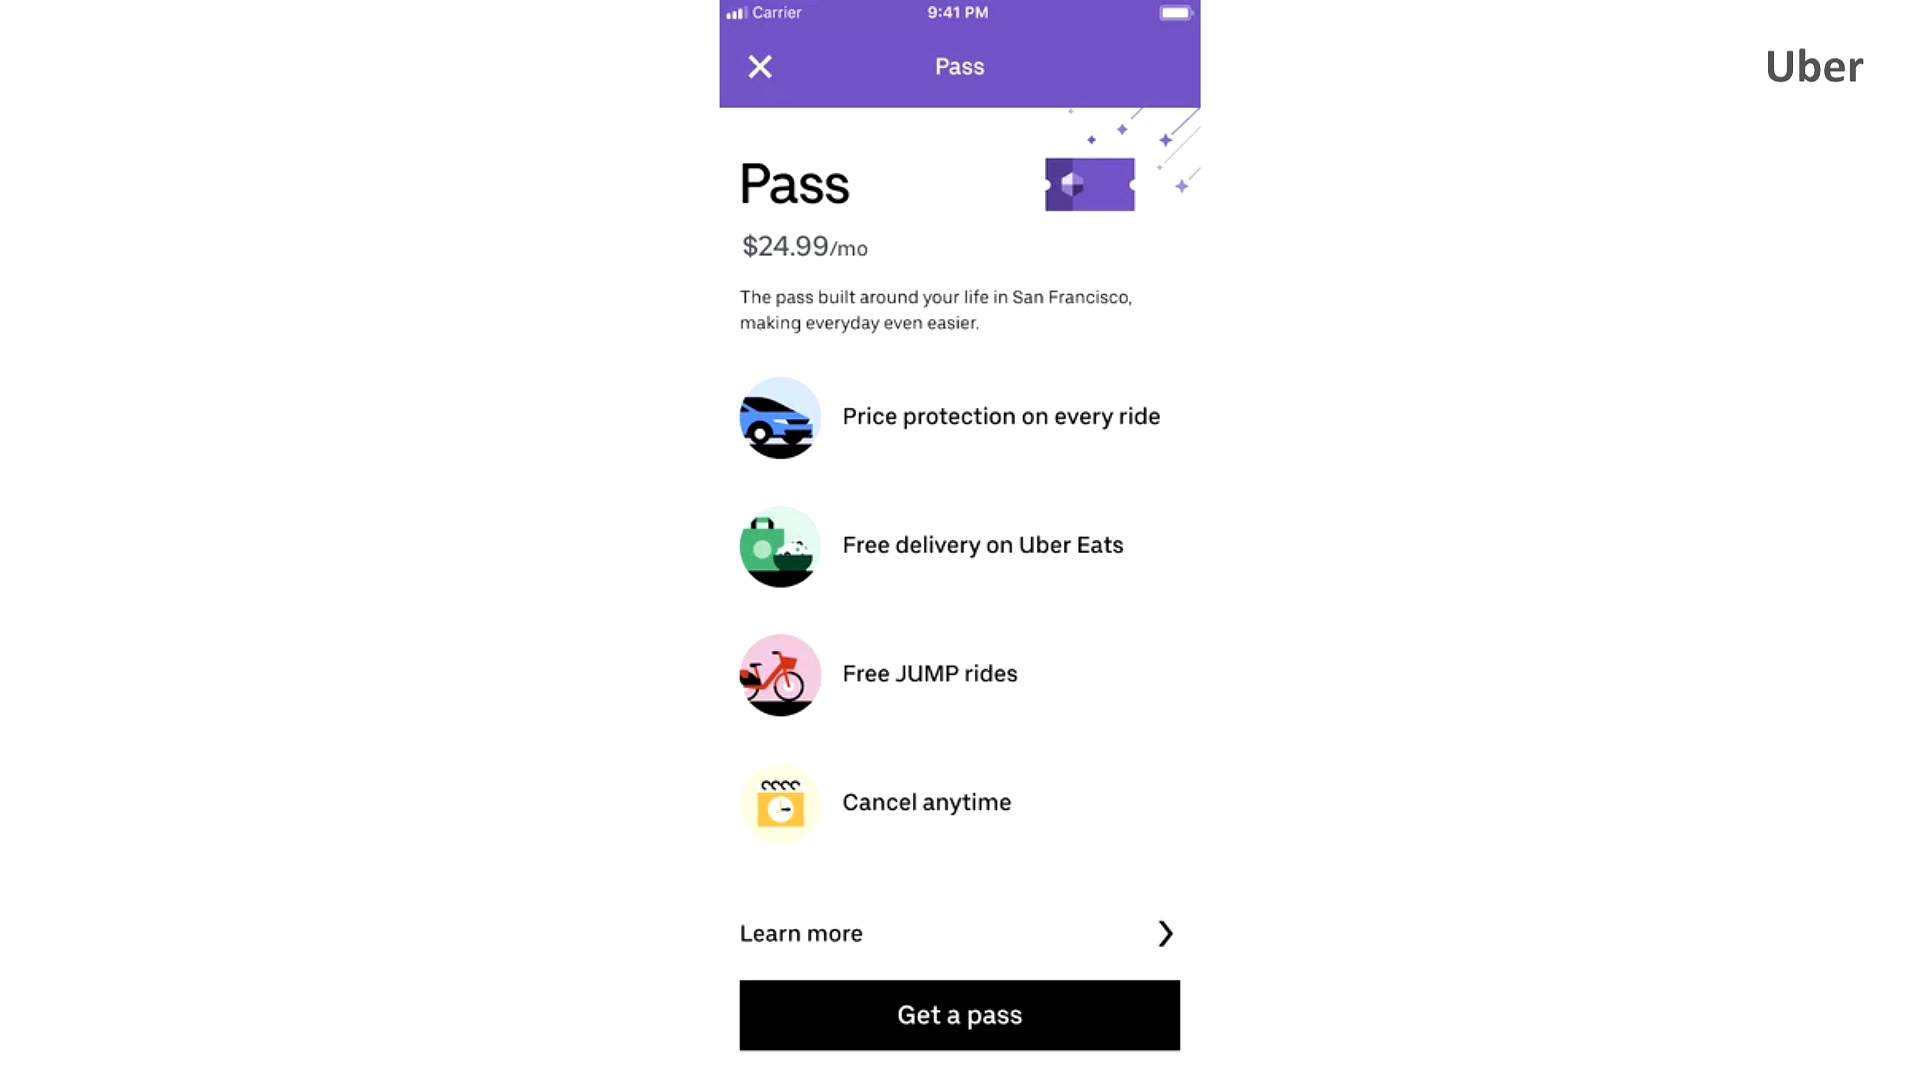 Carrier 9:41 PM
Pass
Uber
Pass
$24.99/mo
The pass built around your life in San Francisco,
making everyday even easier.
Price protection on every ride
Free delivery on Uber Eats
Free JUMP rides
Cancel anytime
Learn more
Get a pass